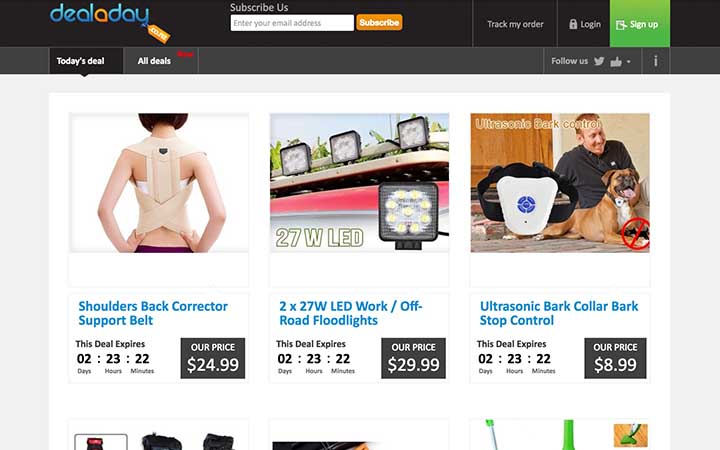 dealaday
.co.nz
Subscribe Us
Enter your email address
Subscribe
Track my order
Login
Sign up
Today's deal
All deals
New
Follow us
i
Ultrasonic Bark control
27W LED
Shoulders Back Corrector
Support Belt
This Deal Expires
02 : 23 : 22
Days Hours Minutes
OUR PRICE
$24.99
2 x 27W LED Work / Off-
Road Floodlights
This Deal Expires
02 : 23 : 22
Days Hours Minutes
OUR PRICE
$29.99
Ultrasonic Bark Collar Bark
Stop Control
This Deal Expires
02 : 23 : 22
Days Hours Minutes
OUR PRICE
$8.99